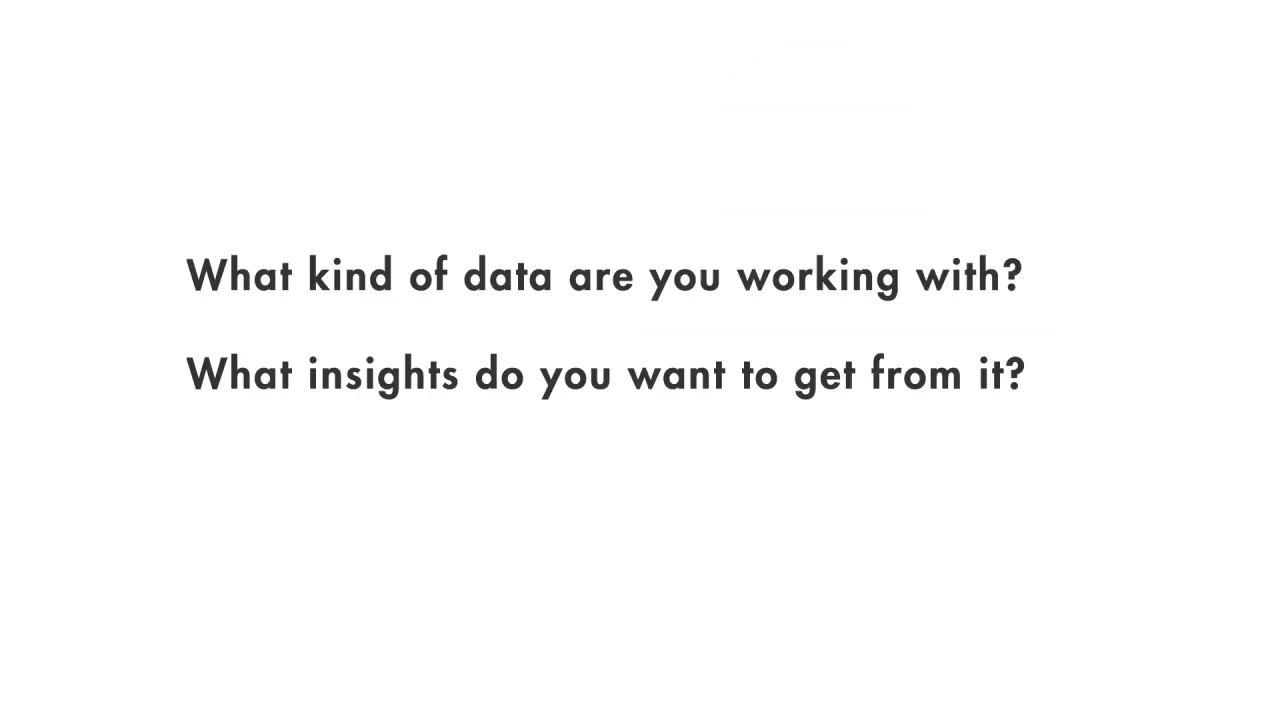 What kind of data are you working with?
What insights do you want to get from it?